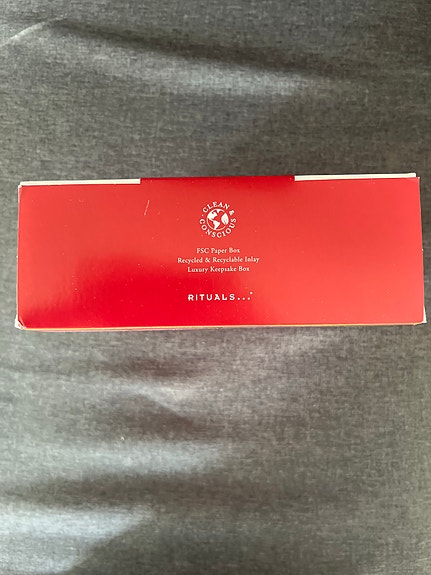 CLEAN &
CONSCIOUS
FSC Paper Box
Recycled & Recyclable Inlay
Luxury Keepsake Box
RITUALS...®